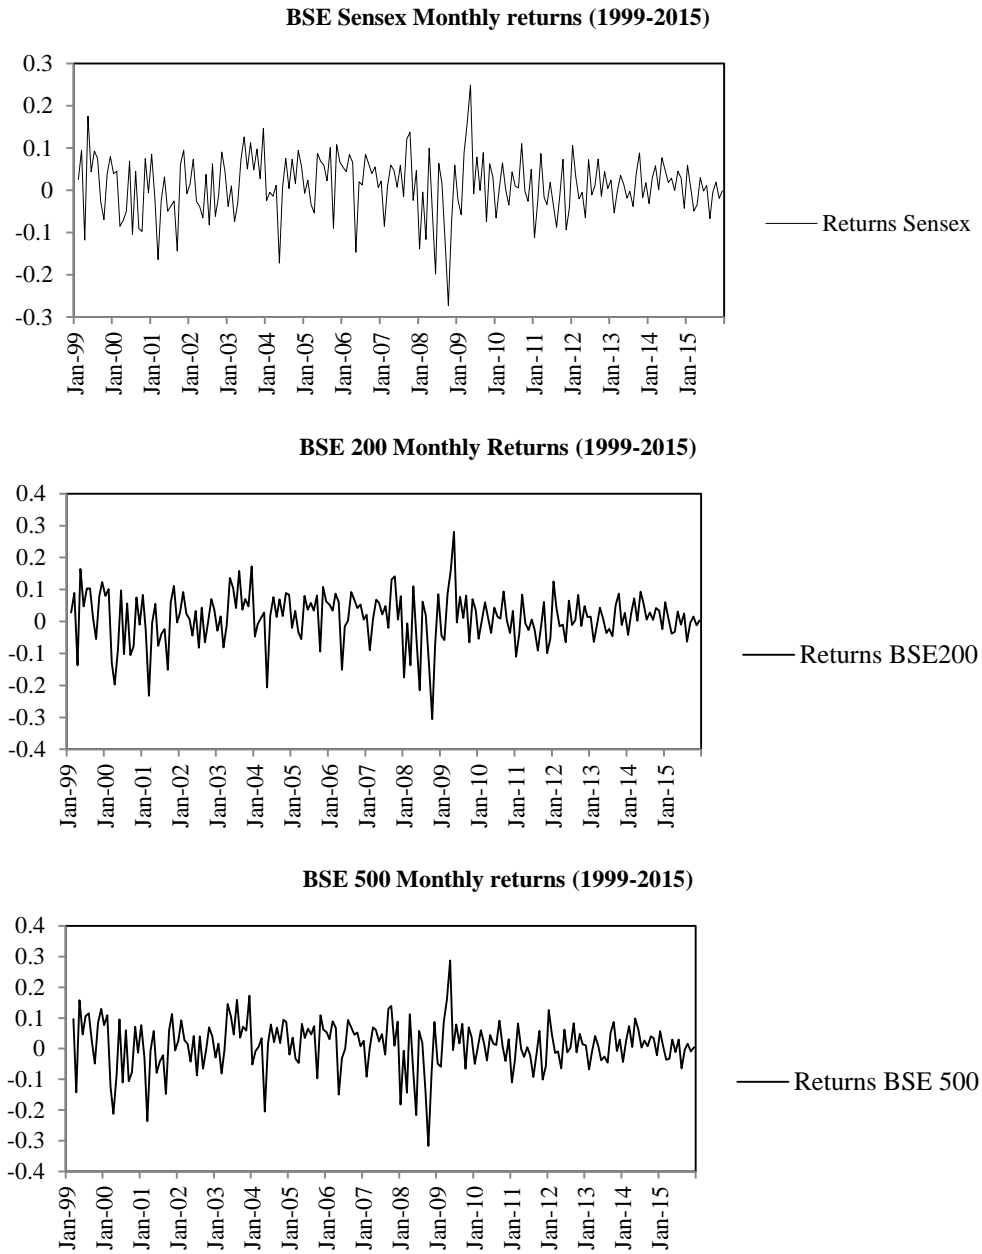 BSE Sensex Monthly returns (1999-2015)
0.3
0.2
0.1
0
-0.1
-0.2
-0.3
Returns Sensex
Jan-99
Jan-00
Jan-01
Jan-02
Jan-03
Jan-04
Jan-05
Jan-06
Jan-07
Jan-08
Jan-09
Jan-10
Jan-11
Jan-12
Jan-13
Jan-14
Jan-15
BSE 200 Monthly Returns (1999-2015)
0.4
0.3
0.2
0.1
0
-0.1
-0.2
-0.3
-0.4
Returns BSE200
Jan-99
Jan-00
Jan-01
Jan-02
Jan-03
Jan-04
Jan-05
Jan-06
Jan-07
Jan-08
Jan-09
Jan-10
Jan-11
Jan-12
Jan-13
Jan-14
Jan-15
BSE 500 Monthly returns (1999-2015)
0.4
0.3
0.2
0.1
0
-0.1
-0.2
-0.3
-0.4
Returns BSE 500
Jan-99
Jan-00
Jan-01
Jan-02
Jan-03
Jan-04
Jan-05
Jan-06
Jan-07
Jan-08
Jan-09
Jan-10
Jan-11
Jan-12
Jan-13
Jan-14
Jan-15